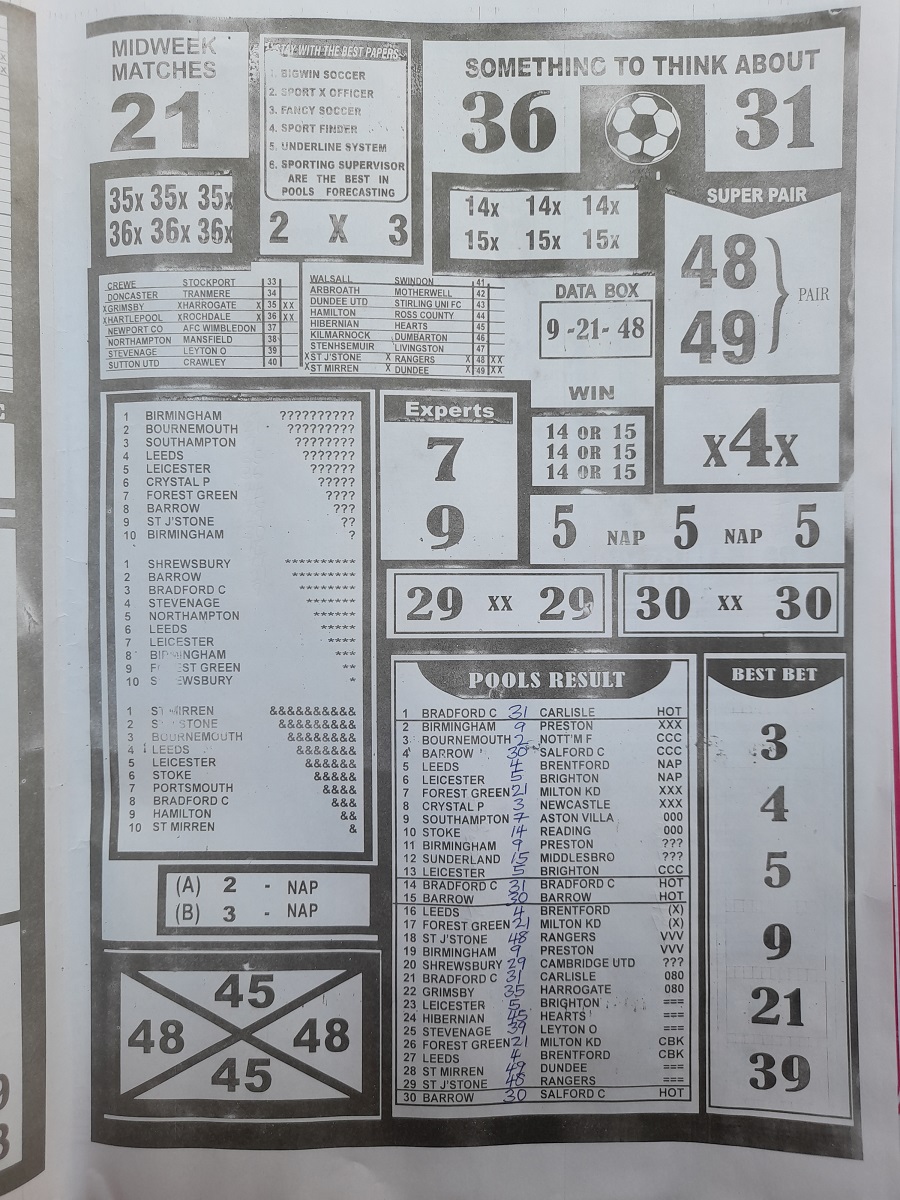 MIDWEEK
MATCHES
21
STAY WITH THE BEST PAPERS
1. BIGWIN SOCCER
2. SPORT X OFFICER
3. FANCY SOCCER
4. SPORT FINDER
5. UNDERLINE SYSTEM
6. SPORTING SUPERVISOR
ARE THE BEST IN
POOLS FORECASTING
2 X 3
SOMETHING TO THINK ABOUT
36 31
35x 35x 35x
36x 36x 36x
14x 14x 14x
15x 15x 15x
SUPER PAIR
48
49
PAIR
CREWE STOCKPORT 33
DONCASTER TRANMERE 34
XGRIMSBY XHARROGATE X 35 XX
XHARTLEPOOL XROCHDALE X 36 XX
NEWPORT CO AFC WIMBLEDON 37
NORTHAMPTON MANSFIELD 38
STEVENAGE LEYTON O 39
SUTTON UTD CRAWLEY 40
WALSALL SWINDON 41
ARBROATH MOTHERWELL 42
DUNDEE UTD STIRLING UNI FC 43
HAMILTON ROSS COUNTY 44
HIBERNIAN HEARTS 45
KILMARNOCK DUMBARTON 46
STENHSEMUIR LIVINGSTON 47
XST J'STONE X RANGERS X 48 XX
XST MIRREN X DUNDEE X 49 XX
DATA BOX
9 -21- 48
WIN
14 OR 15
14 OR 15
14 OR 15
x4x
1 BIRMINGHAM ??????????
2 BOURNEMOUTH ?????????
3 SOUTHAMPTON ????????
4 LEEDS ???????
5 LEICESTER ??????
6 CRYSTAL P ?????
7 FOREST GREEN ????
8 BARROW ???
9 ST J'STONE ??
10 BIRMINGHAM ?
1 SHREWSBURY **********
2 BARROW *********
3 BRADFORD C ********
4 STEVENAGE *******
5 NORTHAMPTON ******
6 LEEDS *****
7 LEICESTER ****
8 BIRMINGHAM ***
9 FOREST GREEN **
10 SHREWSBURY *
1 ST MIRREN &&&&&&&&&&
2 ST J'STONE &&&&&&&&&
3 BOURNEMOUTH &&&&&&&&
4 LEEDS &&&&&&&
5 LEICESTER &&&&&&
6 STOKE &&&&&
7 PORTSMOUTH &&&&
8 BRADFORD C &&&
9 HAMILTON &&
10 ST MIRREN &
Experts
7
9
5 NAP 5 NAP 5
29 xx 29
30 xx 30
(A) 2 - NAP
(B) 3 - NAP
45
48 48
45
POOLS RESULT
1 BRADFORD C 31 CARLISLE HOT
2 BIRMINGHAM 9 PRESTON XXX
3 BOURNEMOUTH 2 NOTT'M F CCC
4 BARROW 30 SALFORD C CCC
5 LEEDS 4 BRENTFORD NAP
6 LEICESTER 5 BRIGHTON NAP
7 FOREST GREEN 21 MILTON KD XXX
8 CRYSTAL P 3 NEWCASTLE XXX
9 SOUTHAMPTON 7 ASTON VILLA 000
10 STOKE 14 READING 000
11 BIRMINGHAM 9 PRESTON ???
12 SUNDERLAND 15 MIDDLESBRO ???
13 LEICESTER 5 BRIGHTON CCC
14 BRADFORD C 31 BRADFORD C HOT
15 BARROW 30 BARROW HOT
16 LEEDS 4 BRENTFORD (X)
17 FOREST GREEN 21 MILTON KD (X)
18 ST J'STONE 48 RANGERS VVV
19 BIRMINGHAM 9 PRESTON VVV
20 SHREWSBURY 29 CAMBRIDGE UTD ???
21 BRADFORD C 31 CARLISLE 080
22 GRIMSBY 35 HARROGATE 080
23 LEICESTER 5 BRIGHTON ===
24 HIBERNIAN 45 HEARTS ===
25 STEVENAGE 39 LEYTON O ===
26 FOREST GREEN 21 MILTON KD CBK
27 LEEDS 4 BRENTFORD CBK
28 ST MIRREN 49 DUNDEE ===
29 ST J'STONE 48 RANGERS ===
30 BARROW 30 SALFORD C HOT
BEST BET
3
4
5
9
21
39